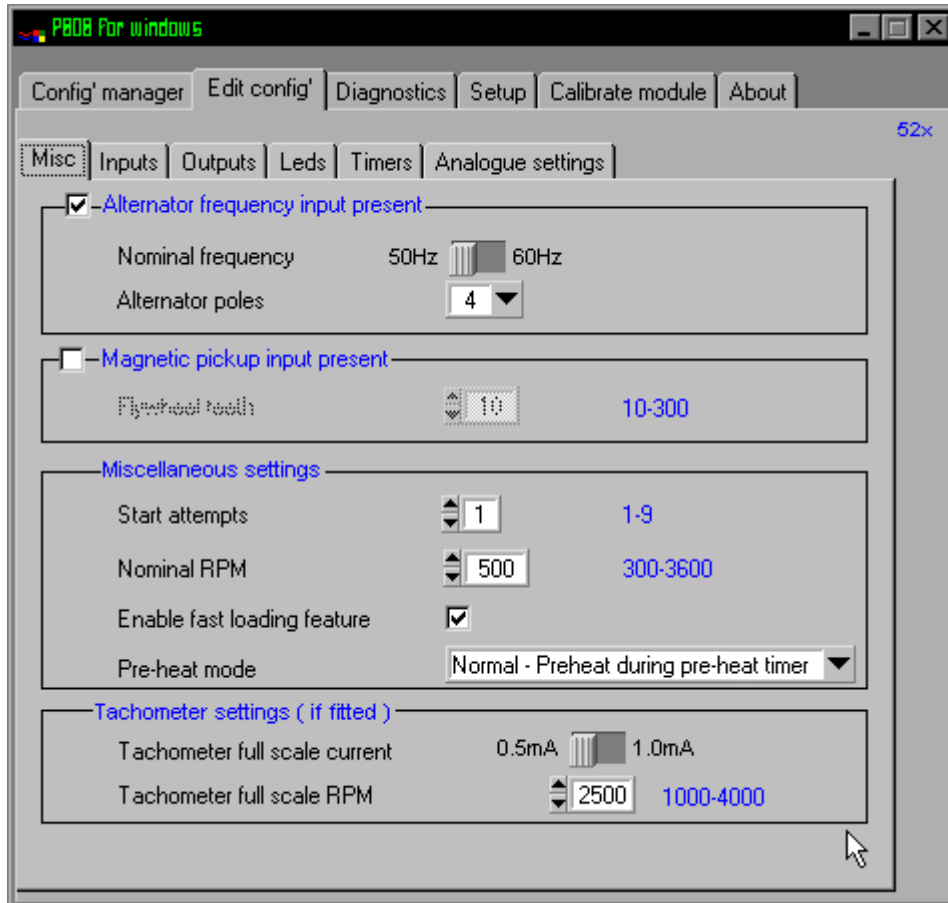 P808 For windows
Config' manager Edit config' Diagnostics Setup Calibrate module About
52x
Misc Inputs Outputs Leds Timers Analogue settings
Alternator frequency input present
Nominal frequency 50Hz 60Hz
Alternator poles 4
Magnetic pickup input present
Flywheel teeth 10 10-300
Miscellaneous settings
Start attempts 1 1-9
Nominal RPM 500 300-3600
Enable fast loading feature
Pre-heat mode Normal - Preheat during pre-heat timer
Tachometer settings ( if fitted )
Tachometer full scale current 0.5mA 1.0mA
Tachometer full scale RPM 2500 1000-4000